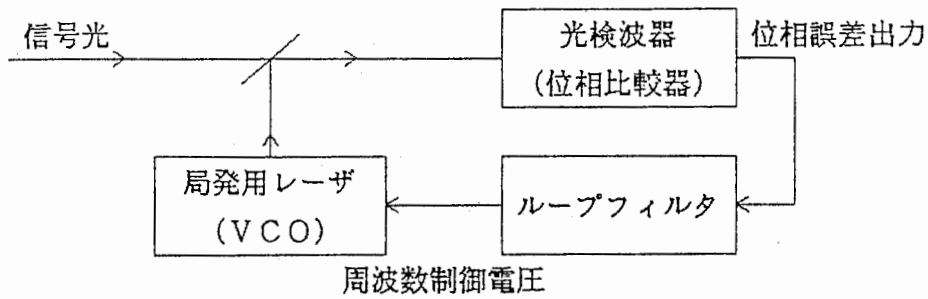 信号光
光検波器
(位相比較器)
位相誤差出力
局発用レーザ
(VCO)
ループフィルタ
周波数制御電圧